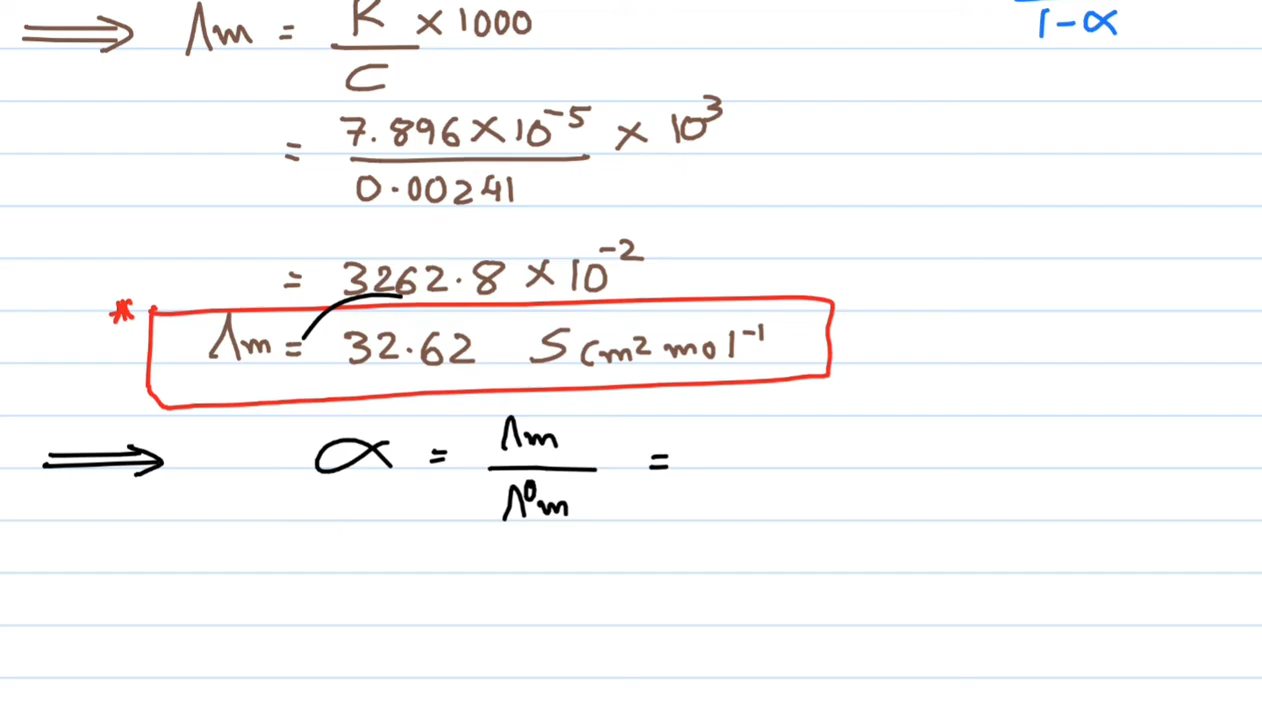 ⟹ Λm = K/C × 1000
1-α
= 7.896 × 10⁻⁵ / 0.00241 × 10³
= 3262.8 × 10⁻²
* Λm = 32.62 S cm² mol⁻¹
⟹ α = Λm / Λ⁰m =